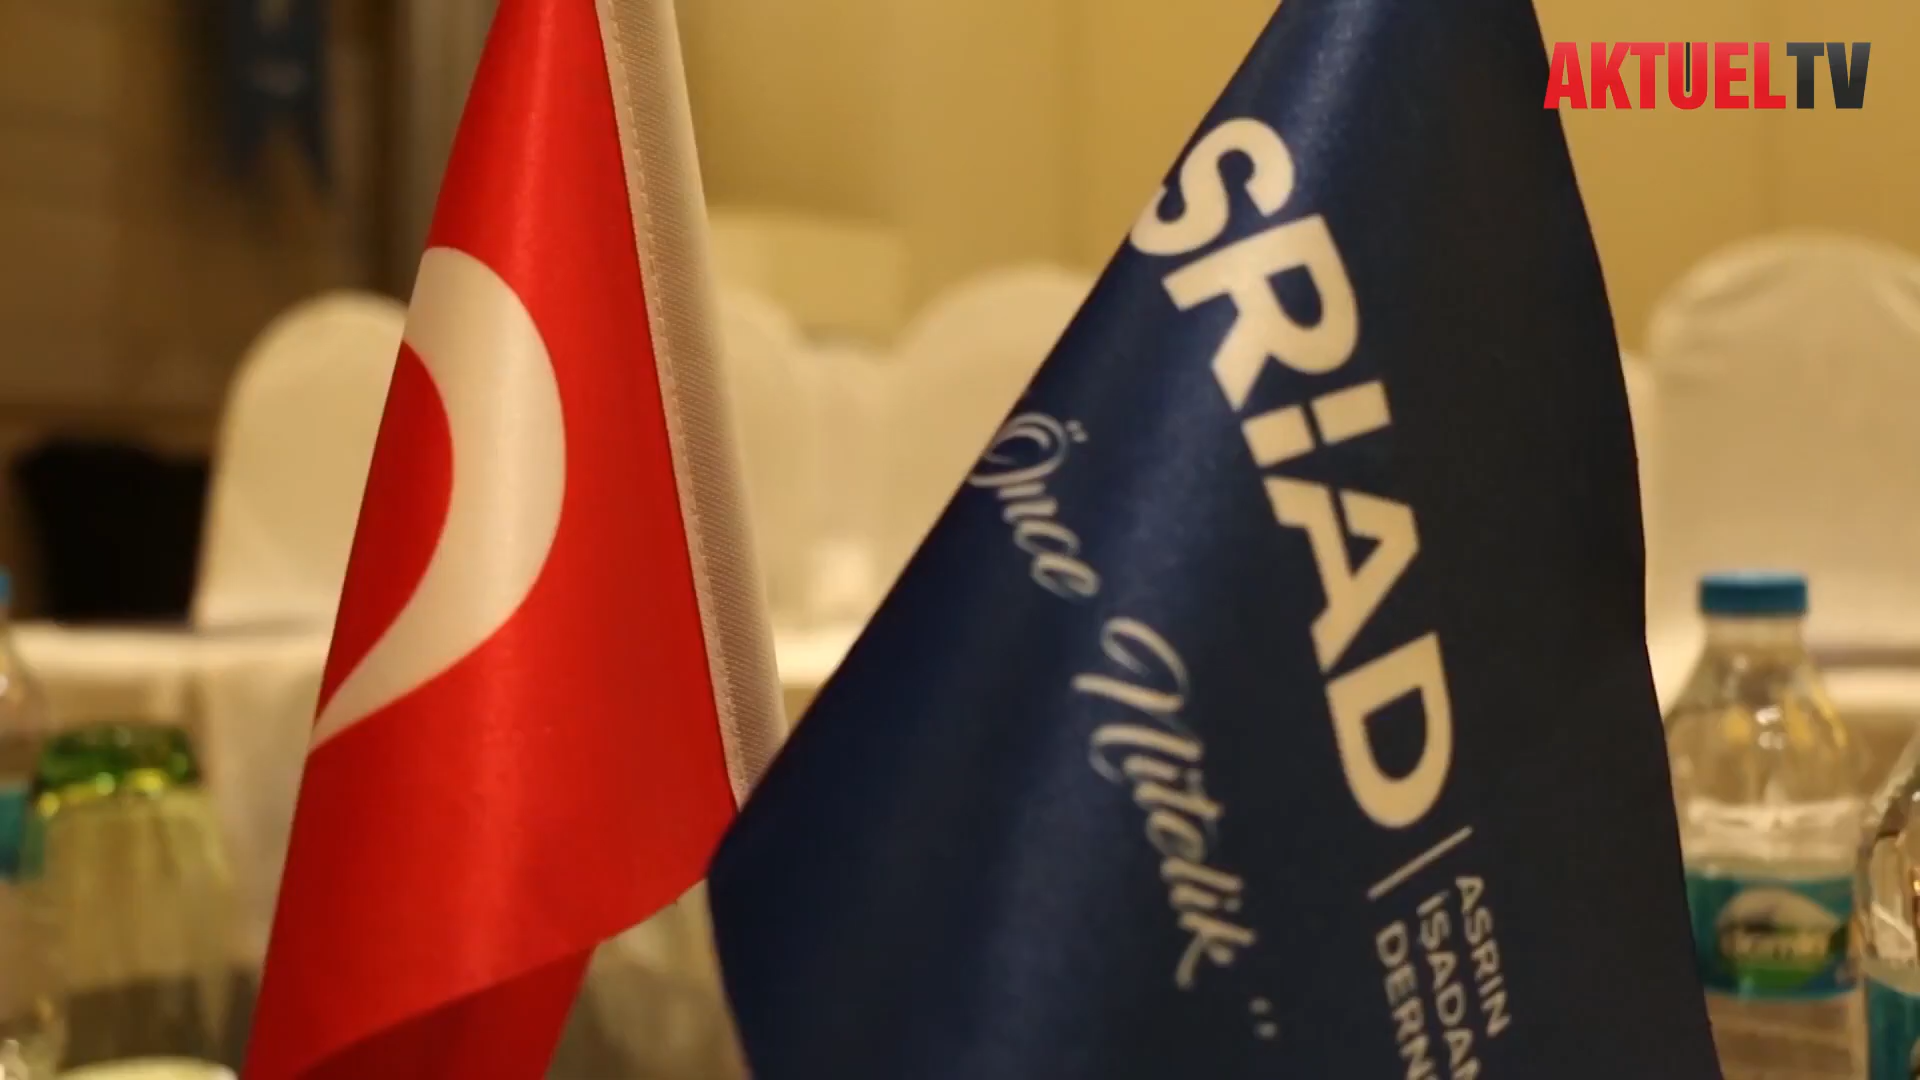 AKTUELTV
SRİAD
Önce Nitelik"
ASRIN
İŞADAM
DERN